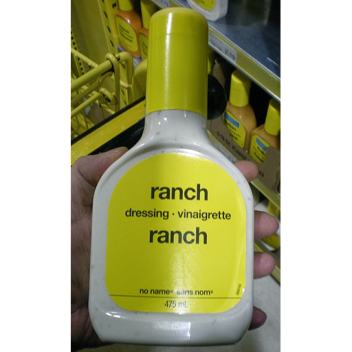 ranch
dressing · vinaigrette
ranch
no name® sans nom®
475 mL